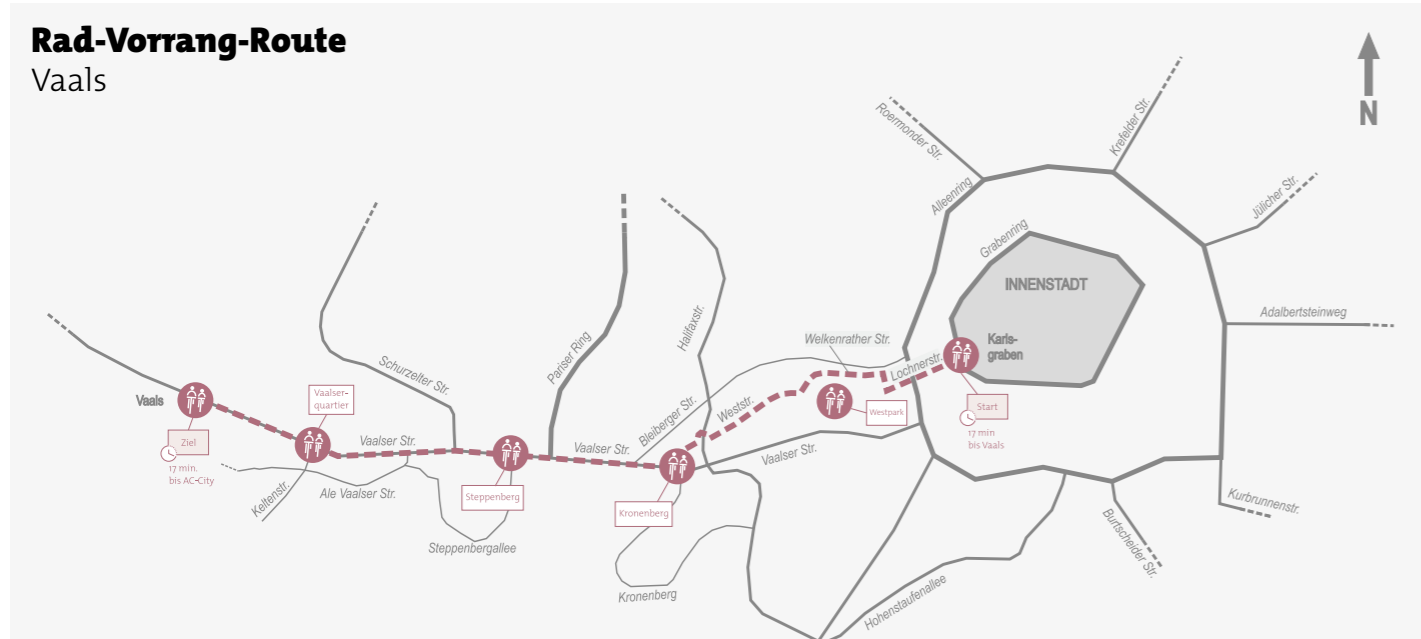 Rad-Vorrang-Route
Vaals
N
Roermonder Str.
Krefelder Str.
Jülicher Str.
Alleenring
Grabenring
INNENSTADT
Adalbertsteinweg
Halifaxstr.
Pariser Ring
Schurzelter Str.
Welkenrather Str.
Karls-
graben
Lochnerstr.
Start
17 min
bis Vaals
Westpark
Weststr.
Bleiberger Str.
Vaals
Ziel
17 min.
bis AC-City
Vaalser-
quartier
Vaalser Str.
Vaalser Str.
Vaalser Str.
Steppenberg
Kronenberg
Keltenstr.
Ale Vaalser Str.
Steppenbergallee
Kronenberg
Hohenstaufenallee
Burtscheider Str.
Kurbrunnenstr.